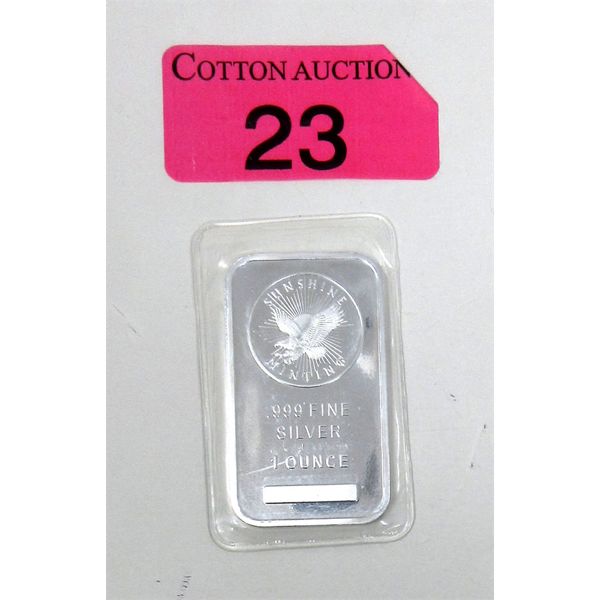 COTTON AUCTION
23
SUNSHINE
MINTING
.999 FINE
SILVER
1 OUNCE